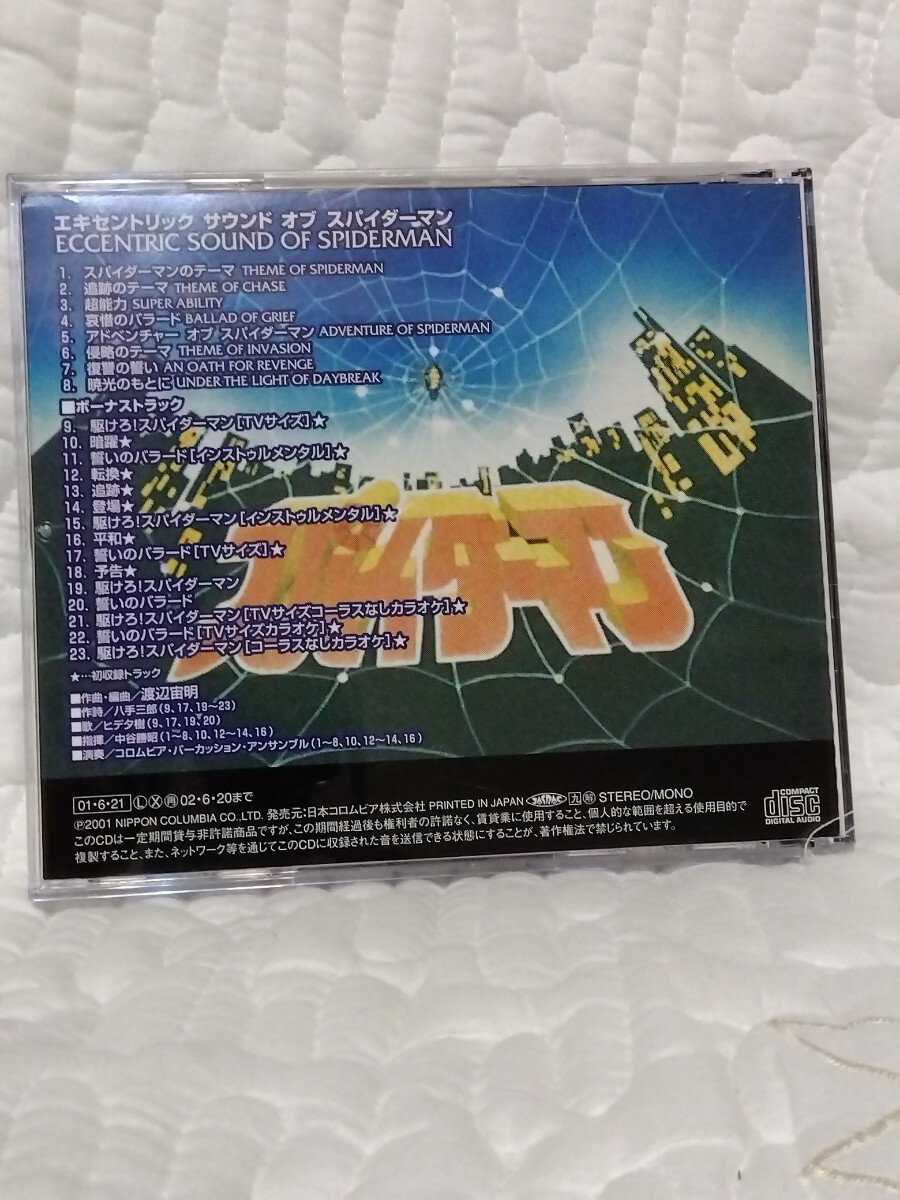 エキセントリック サウンド オブ スパイダーマン
ECCENTRIC SOUND OF SPIDERMAN
1. スパイダーマンのテーマ THEME OF SPIDERMAN
2. 追跡のテーマ THEME OF CHASE
3. 超能力 SUPER ABILITY
4. 哀惜のバラード BALLAD OF GRIEF
5. アドベンチャー オブ スパイダーマン ADVENTURE OF SPIDERMAN
6. 侵略のテーマ THEME OF INVASION
7. 復讐の誓い AN OATH FOR REVENGE
8. 暁光のもとに UNDER THE LIGHT OF DAYBREAK
■ボーナストラック
9. 駆けろ!スパイダーマン[TVサイズ]★
10. 暗躍★
11. 誓いのバラード[インストゥルメンタル]★
12. 転換★
13. 追跡★
14. 登場★
15. 駆けろ!スパイダーマン[インストゥルメンタル]★
16. 平和★
17. 誓いのバラード[TVサイズ]★
18. 予告★
19. 駆けろ!スパイダーマン
20. 誓いのバラード
21. 駆けろ!スパイダーマン[TVサイズコーラスなしカラオケ]★
22. 誓いのバラード[TVサイズカラオケ]★
23. 駆けろ!スパイダーマン[コーラスなしカラオケ]★
★…初収録トラック
■作曲・編曲/渡辺宙明
■作詩/八手三郎(9、17、19〜23)
■歌/ヒデ夕樹(9、17、19、20)
■指揮/中谷勝昭(1〜8、10、12〜14、16)
■演奏/コロムビア・パーカッション・アンサンブル(1〜8、10、12〜14、16)
スパイダーマン
01・6・21 Ⓛ Ⓧ 再 02・6・20まで 発売元:日本コロムビア株式会社 PRINTED IN JAPAN JASRAC 九 解 STEREO/MONO
℗2001 NIPPON COLUMBIA CO.,LTD.
このCDは一定期間貸与非許諾商品ですが、この期間経過後も権利者の許諾なく、賃貸業に使用すること、個人的な範囲を超える使用目的で
複製すること、また、ネットワーク等を通じてこのCDに収録された音を送信できる状態にすることが、著作権法で禁じられています。
COMPACT
disc
DIGITAL AUDIO